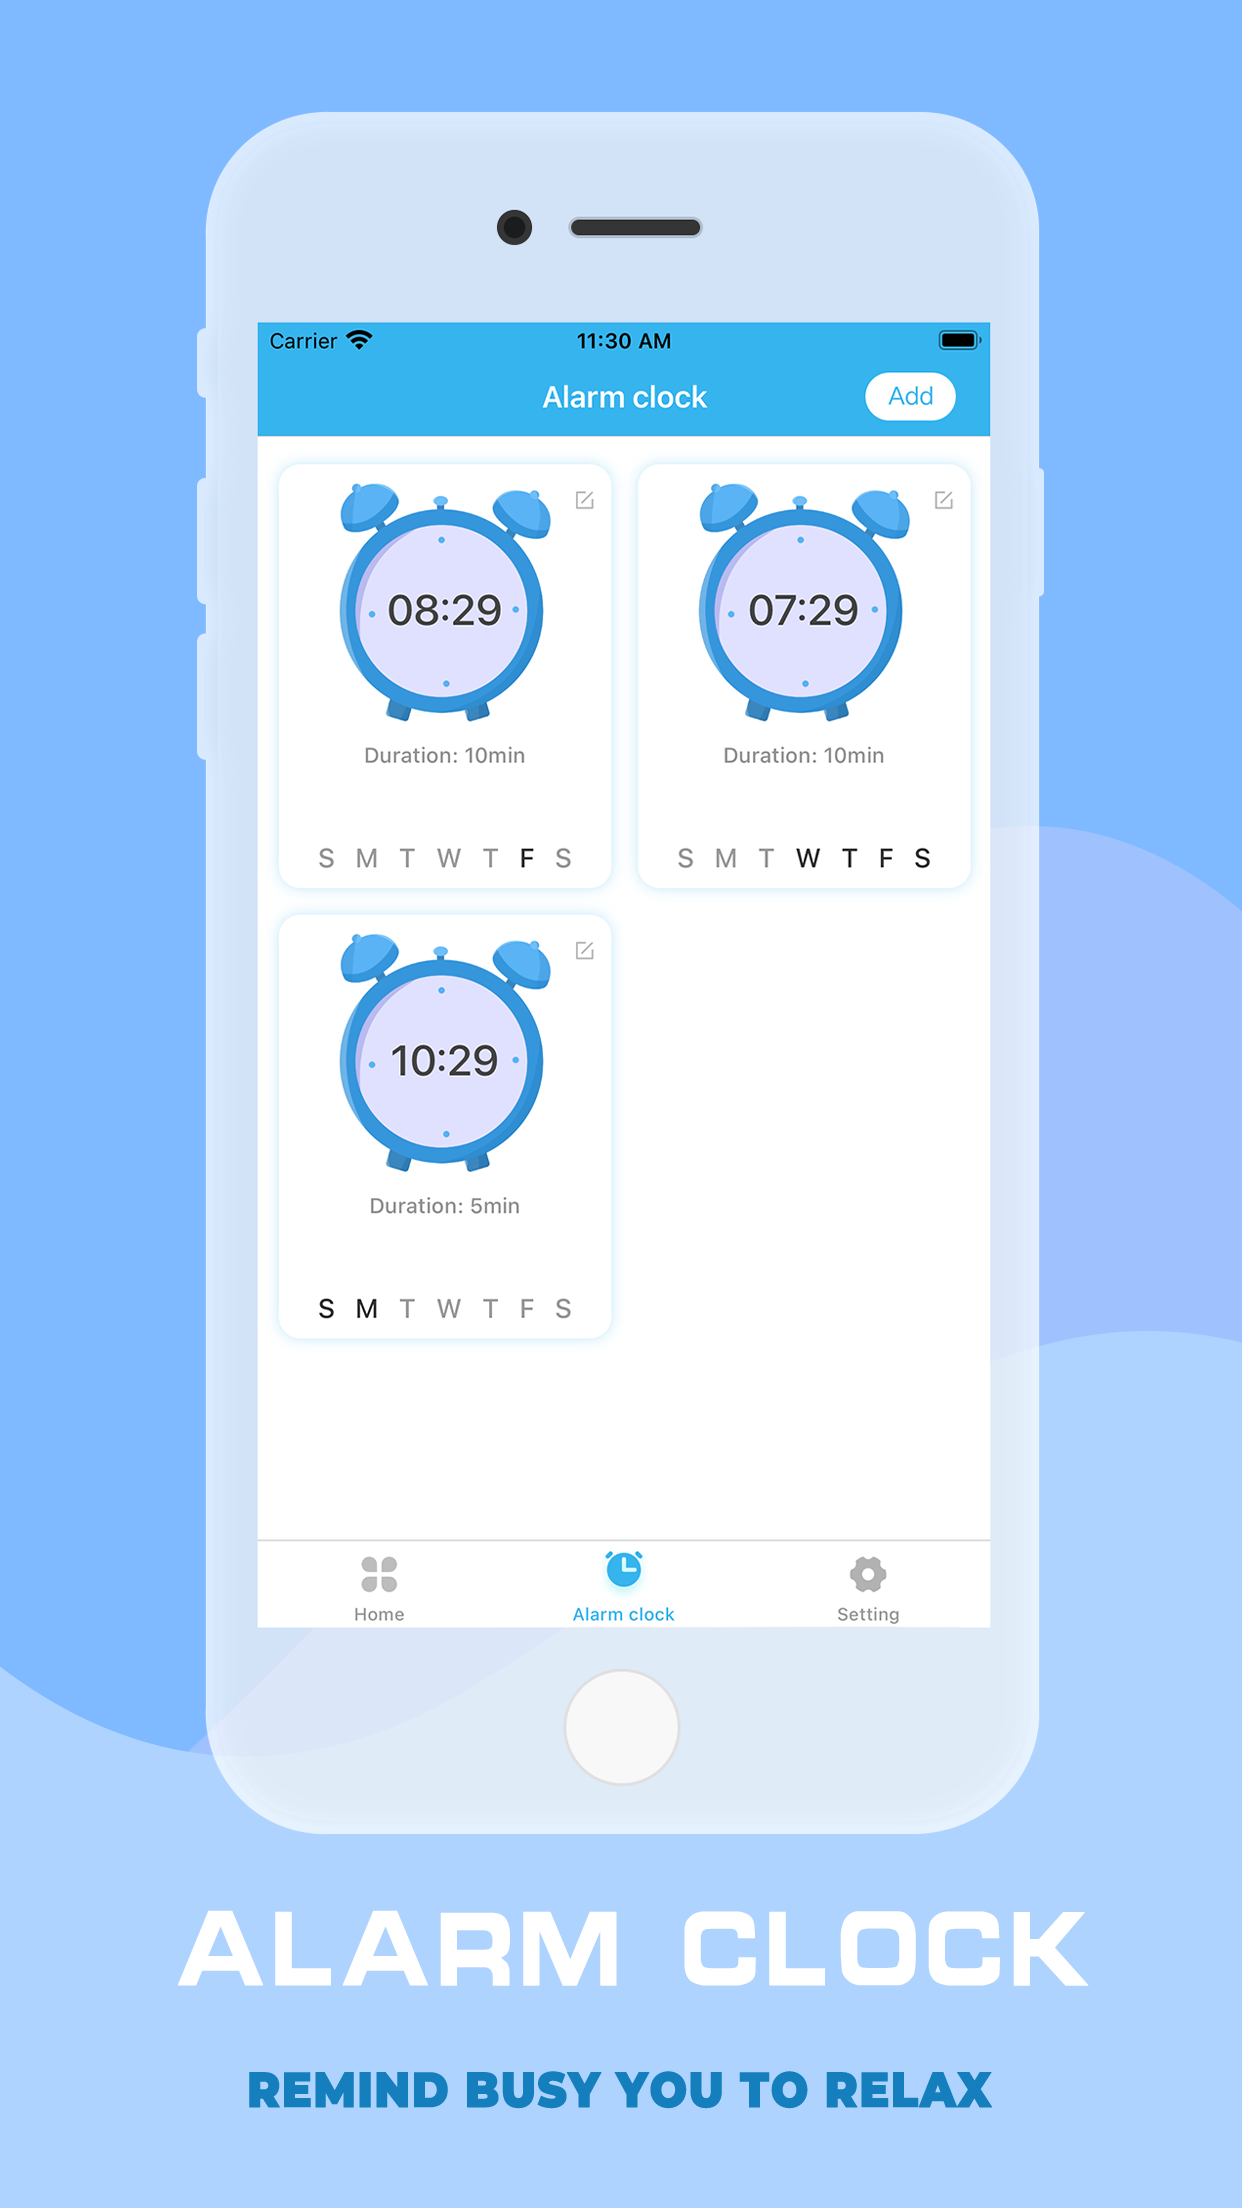 Carrier 11:30 AM
Alarm clock Add
08:29
Duration: 10min
S M T W T F S
07:29
Duration: 10min
S M T W T F S
10:29
Duration: 5min
S M T W T F S
Home Alarm clock Setting
ALARM CLOCK
REMIND BUSY YOU TO RELAX